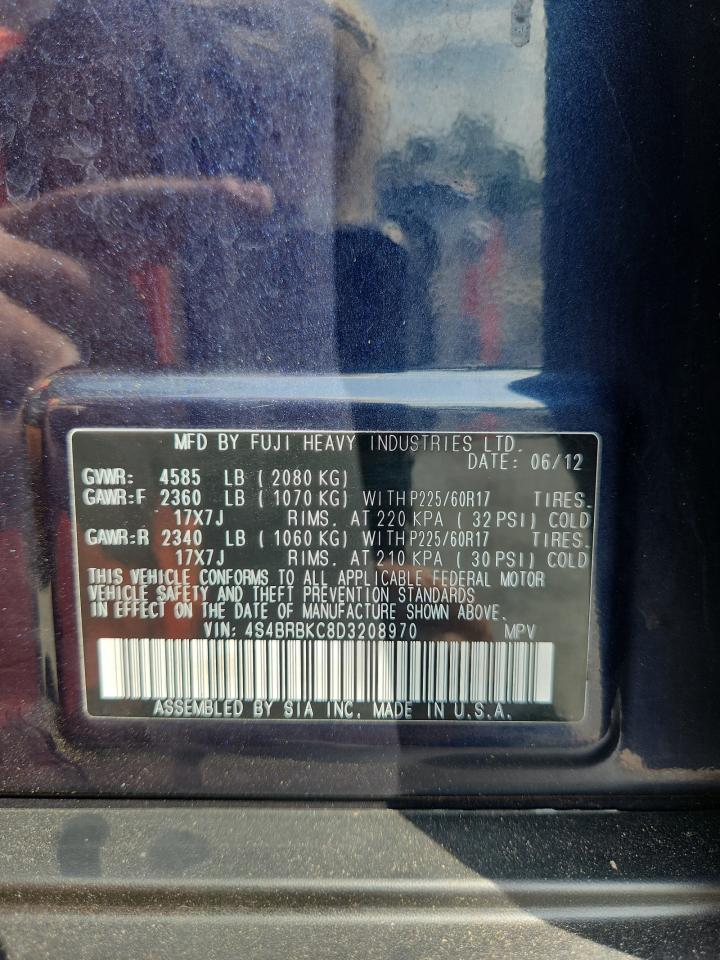 MFD BY FUJI HEAVY INDUSTRIES LTD.
DATE: 06/12
GVWR: 4585 LB ( 2080 KG)
GAWR:F 2360 LB ( 1070 KG) WITH P225/60R17 TIRES.
17X7J RIMS. AT 220 KPA ( 32 PSI) COLD
GAWR:R 2340 LB ( 1060 KG) WITH P225/60R17 TIRES.
17X7J RIMS. AT 210 KPA ( 30 PSI) COLD
THIS VEHICLE CONFORMS TO ALL APPLICABLE FEDERAL MOTOR
VEHICLE SAFETY AND THEFT PREVENTION STANDARDS
IN EFFECT ON THE DATE OF MANUFACTURE SHOWN ABOVE.
VIN: 4S4BRBKC8D3208970 MPV
ASSEMBLED BY SIA INC. MADE IN U.S.A.